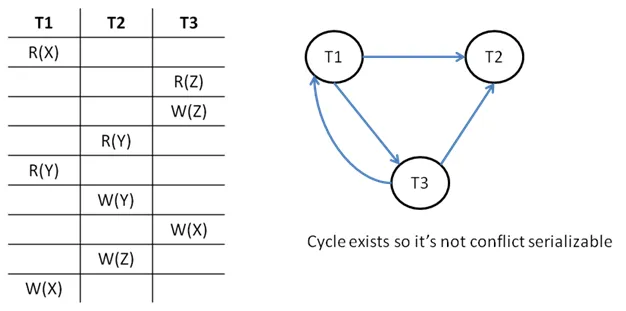 T1 T2 T3
R(X)
R(Z)
W(Z)
R(Y)
R(Y)
W(Y)
W(X)
W(Z)
W(X)
T1
T2
T3
Cycle exists so it's not conflict serializable